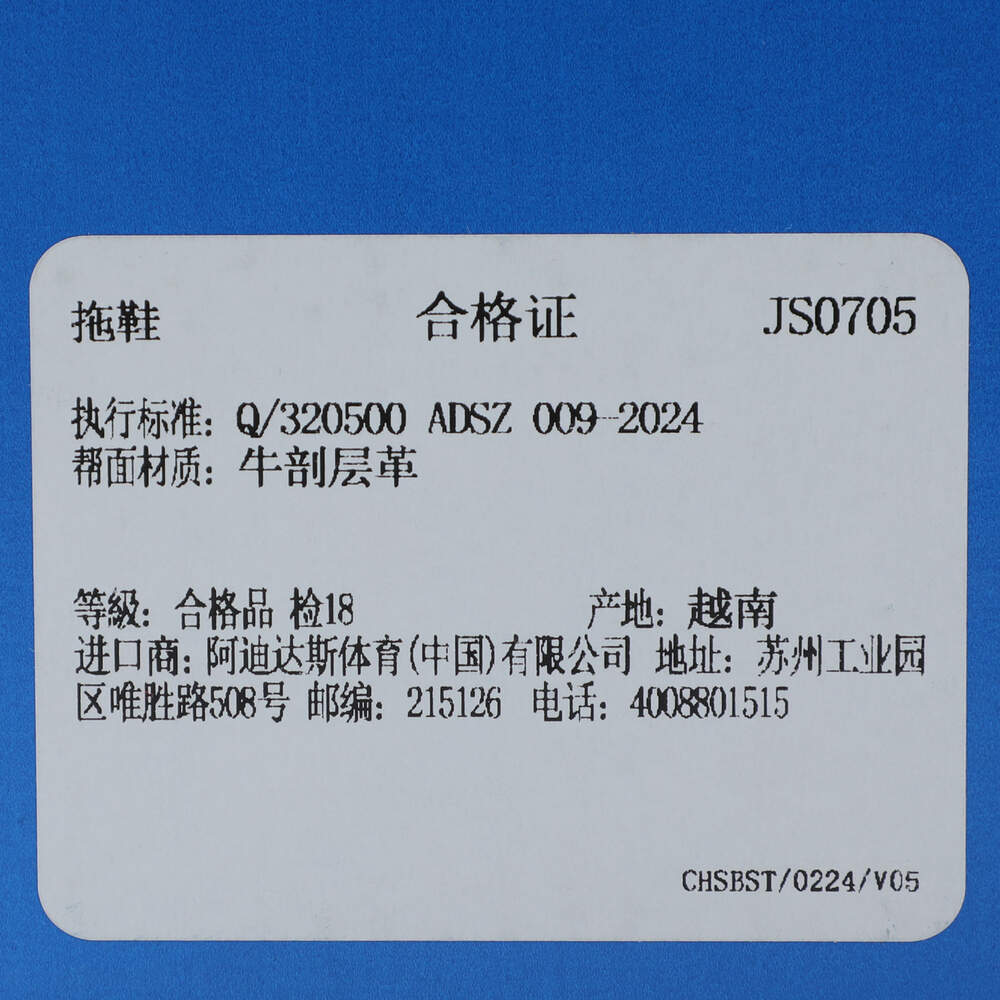 拖鞋 合格证 JS0705
执行标准: Q/320500 ADSZ 009-2024
帮面材质: 牛剖层革
等级: 合格品 检18 产地: 越南
进口商: 阿迪达斯体育(中国)有限公司 地址: 苏州工业园
区唯胜路508号 邮编: 215126 电话: 4008801515
CHSBST/0224/V05